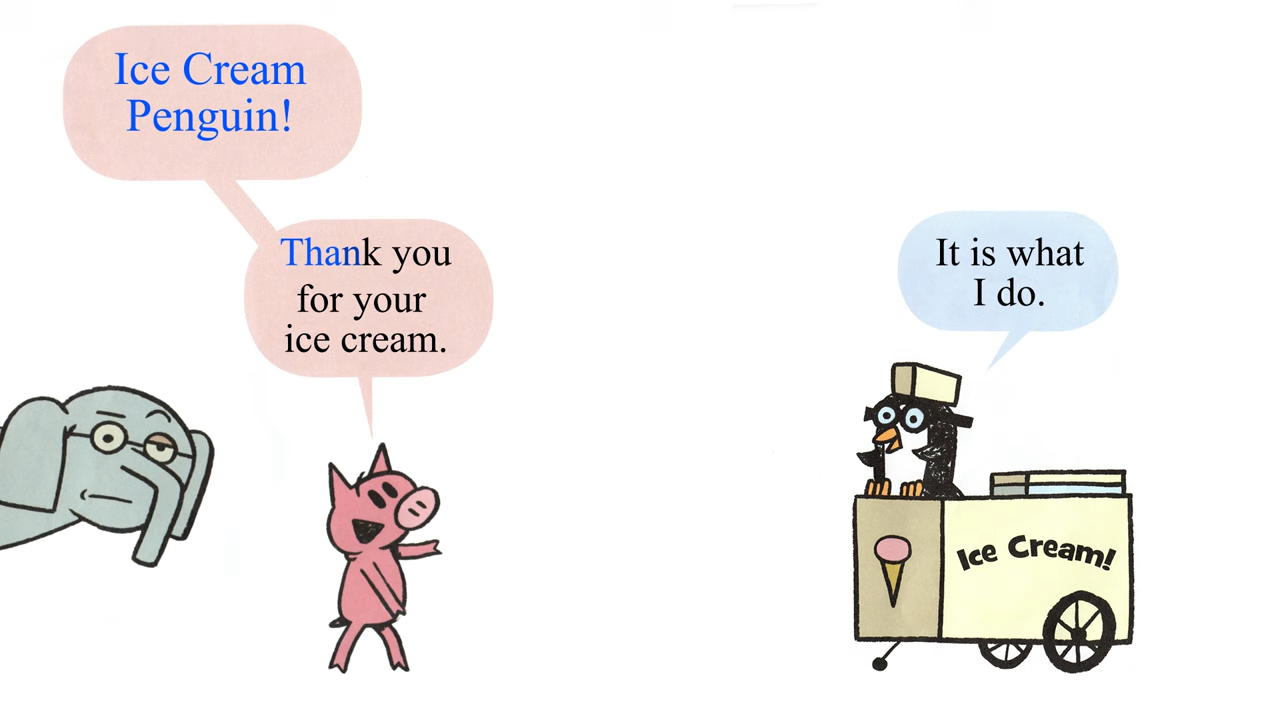 Ice Cream
Penguin!
Thank you
for your
ice cream.
It is what
I do.
Ice Cream!